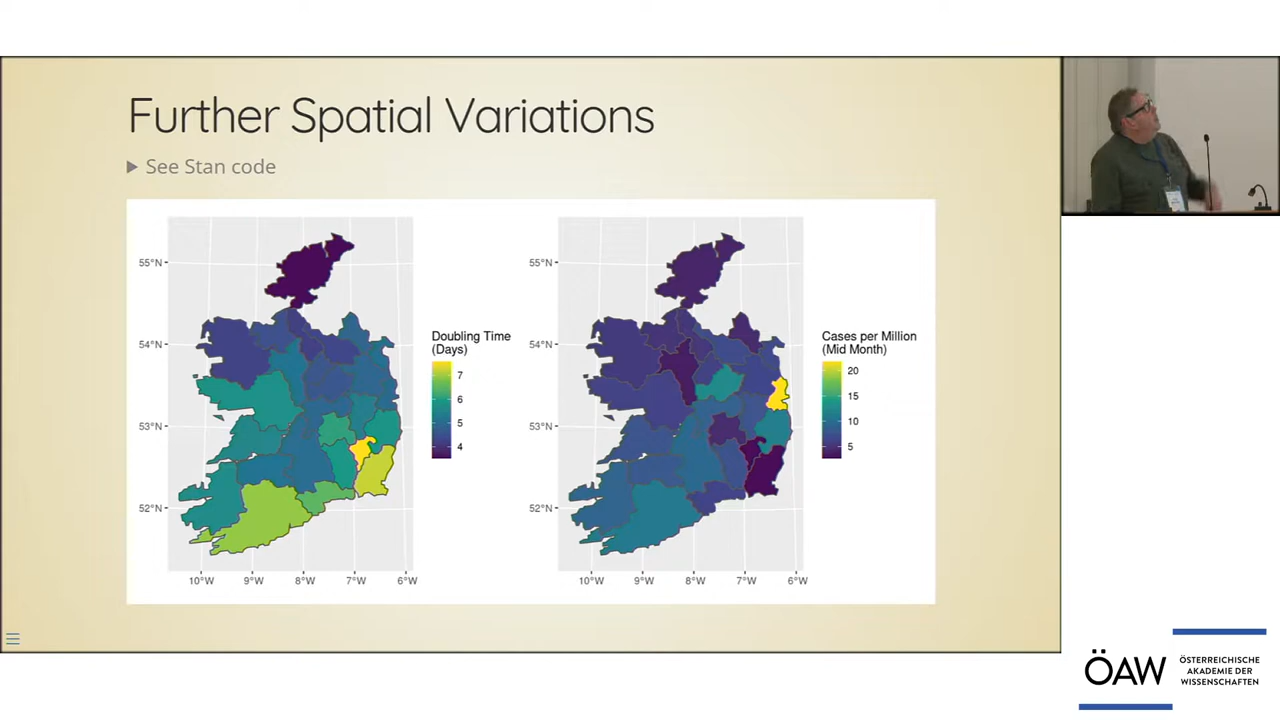 Further Spatial Variations
▶ See Stan code
55°N
54°N
53°N
52°N
10°W 9°W 8°W 7°W 6°W
Doubling Time
(Days)
7
6
5
4
55°N
54°N
53°N
52°N
10°W 9°W 8°W 7°W 6°W
Cases per Million
(Mid Month)
20
15
10
5
ÖAW
ÖSTERREICHISCHE
AKADEMIE DER
WISSENSCHAFTEN